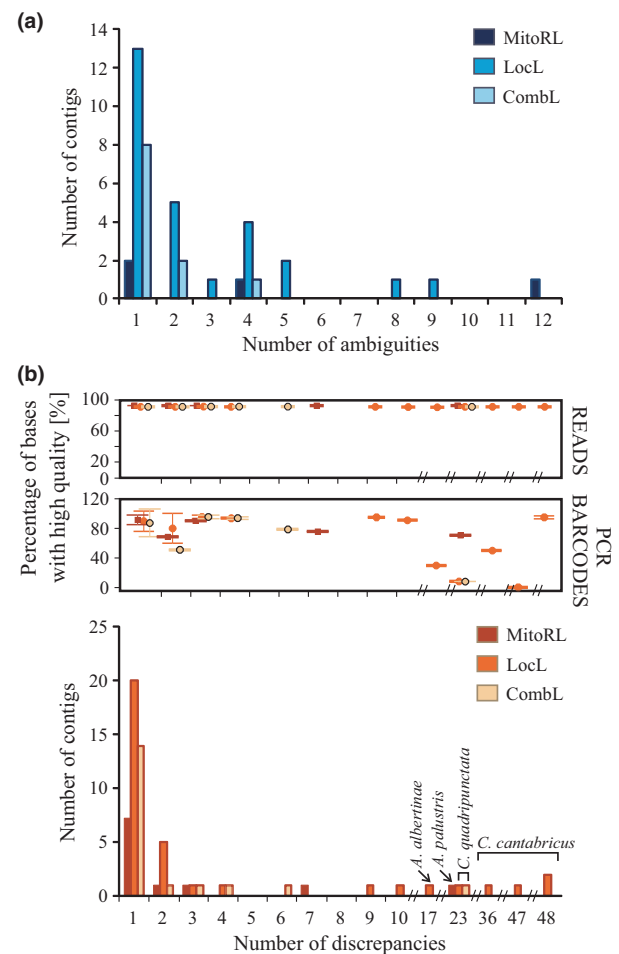 (a)
14
12
10
8
6
4
2
0
Number of contigs
MitoRL
LocL
CombL
1 2 3 4 5 6 7 8 9 10 11 12
Number of ambiguities
(b)
Percentage of bases
with high quality [%]
100
60
20
0
READS
120
80
40
0
PCR
BARCODES
25
20
15
10
5
0
Number of contigs
MitoRL
LocL
CombL
A. albertinae
A. palustris
C. quadripunctata
C. cantabricus
1 2 3 4 5 6 7 8 9 10 17 23 36 47 48
Number of discrepancies